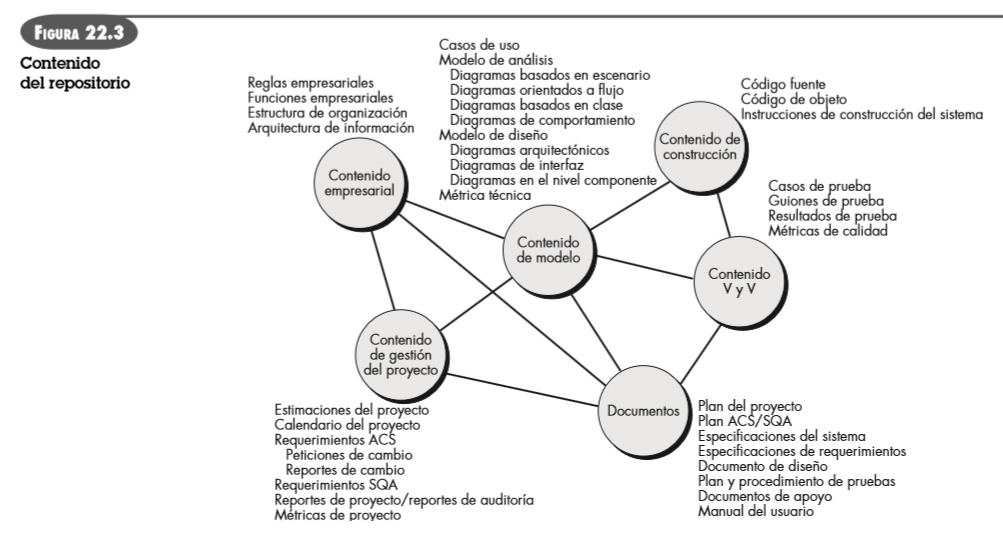 FIGURA 22.3
Contenido
del repositorio
Reglas empresariales
Funciones empresariales
Estructura de organización
Arquitectura de información
Casos de uso
Modelo de análisis
Diagramas basados en escenario
Diagramas orientados a flujo
Diagramas basados en clase
Diagramas de comportamiento
Modelo de diseño
Diagramas arquitectónicos
Diagramas de interfaz
Diagramas en el nivel componente
Métrica técnica
Código fuente
Código de objeto
Instrucciones de construcción del sistema
Contenido de
construcción
Contenido
empresarial
Casos de prueba
Guiones de prueba
Resultados de prueba
Métricas de calidad
Contenido
de modelo
Contenido
V y V
Contenido
de gestión
del proyecto
Documentos
Estimaciones del proyecto
Calendario del proyecto
Requerimientos ACS
Peticiones de cambio
Reportes de cambio
Requerimientos SQA
Reportes de proyecto/reportes de auditoría
Métricas de proyecto
Plan del proyecto
Plan ACS/SQA
Especificaciones del sistema
Especificaciones de requerimientos
Documento de diseño
Plan y procedimiento de pruebas
Documentos de apoyo
Manual del usuario